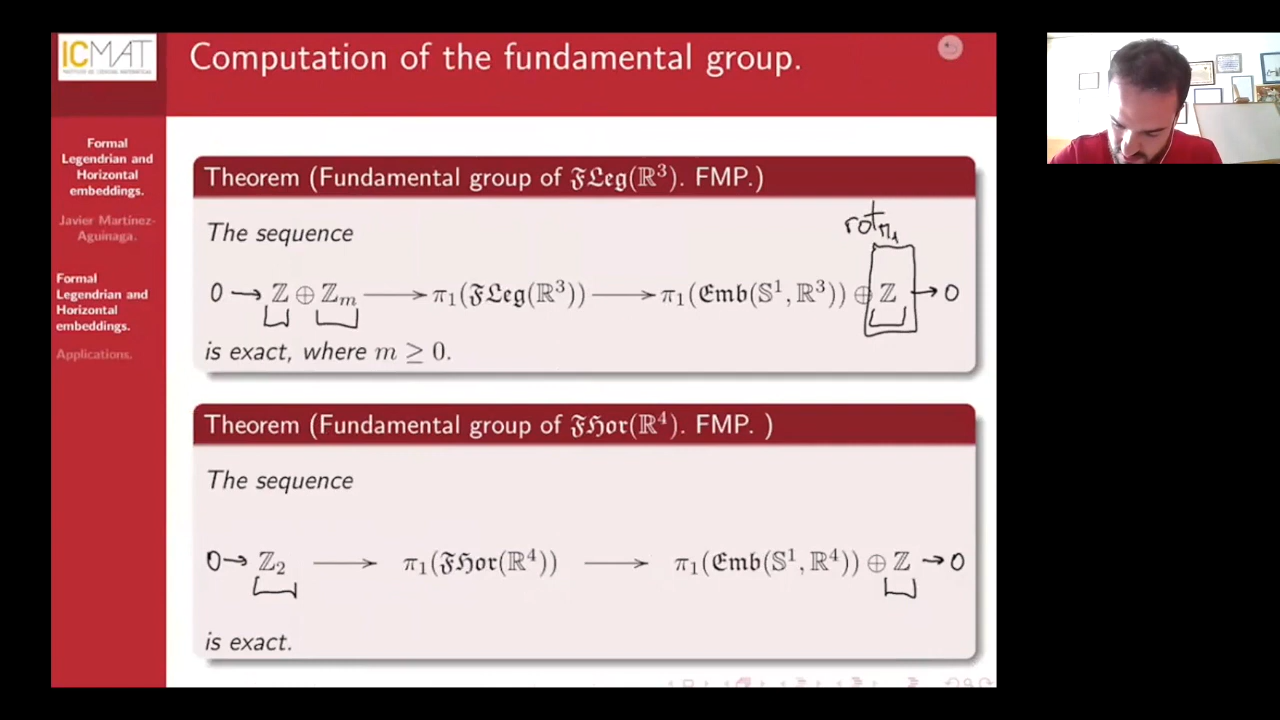 ICMAT
Computation of the fundamental group.
Formal
Legendrian and
Horizontal
embeddings.
Javier Martínez-
Aguinaga.
Formal
Legendrian and
Horizontal
embeddings.
Applications.
Theorem (Fundamental group of 𝔉𝔏𝔢𝔤(ℝ³). FMP.)
The sequence
rot_π₁
0 → ℤ ⊕ ℤₘ ⟶ π₁(𝔉𝔏𝔢𝔤(ℝ³)) ⟶ π₁(𝔈𝔪𝔟(𝕊¹, ℝ³)) ⊕ ℤ → 0
is exact, where m ≥ 0.
Theorem (Fundamental group of 𝔉ℌ𝔬𝔯(ℝ⁴). FMP. )
The sequence
0 → ℤ₂ ⟶ π₁(𝔉ℌ𝔬𝔯(ℝ⁴)) ⟶ π₁(𝔈𝔪𝔟(𝕊¹, ℝ⁴)) ⊕ ℤ → 0
is exact.